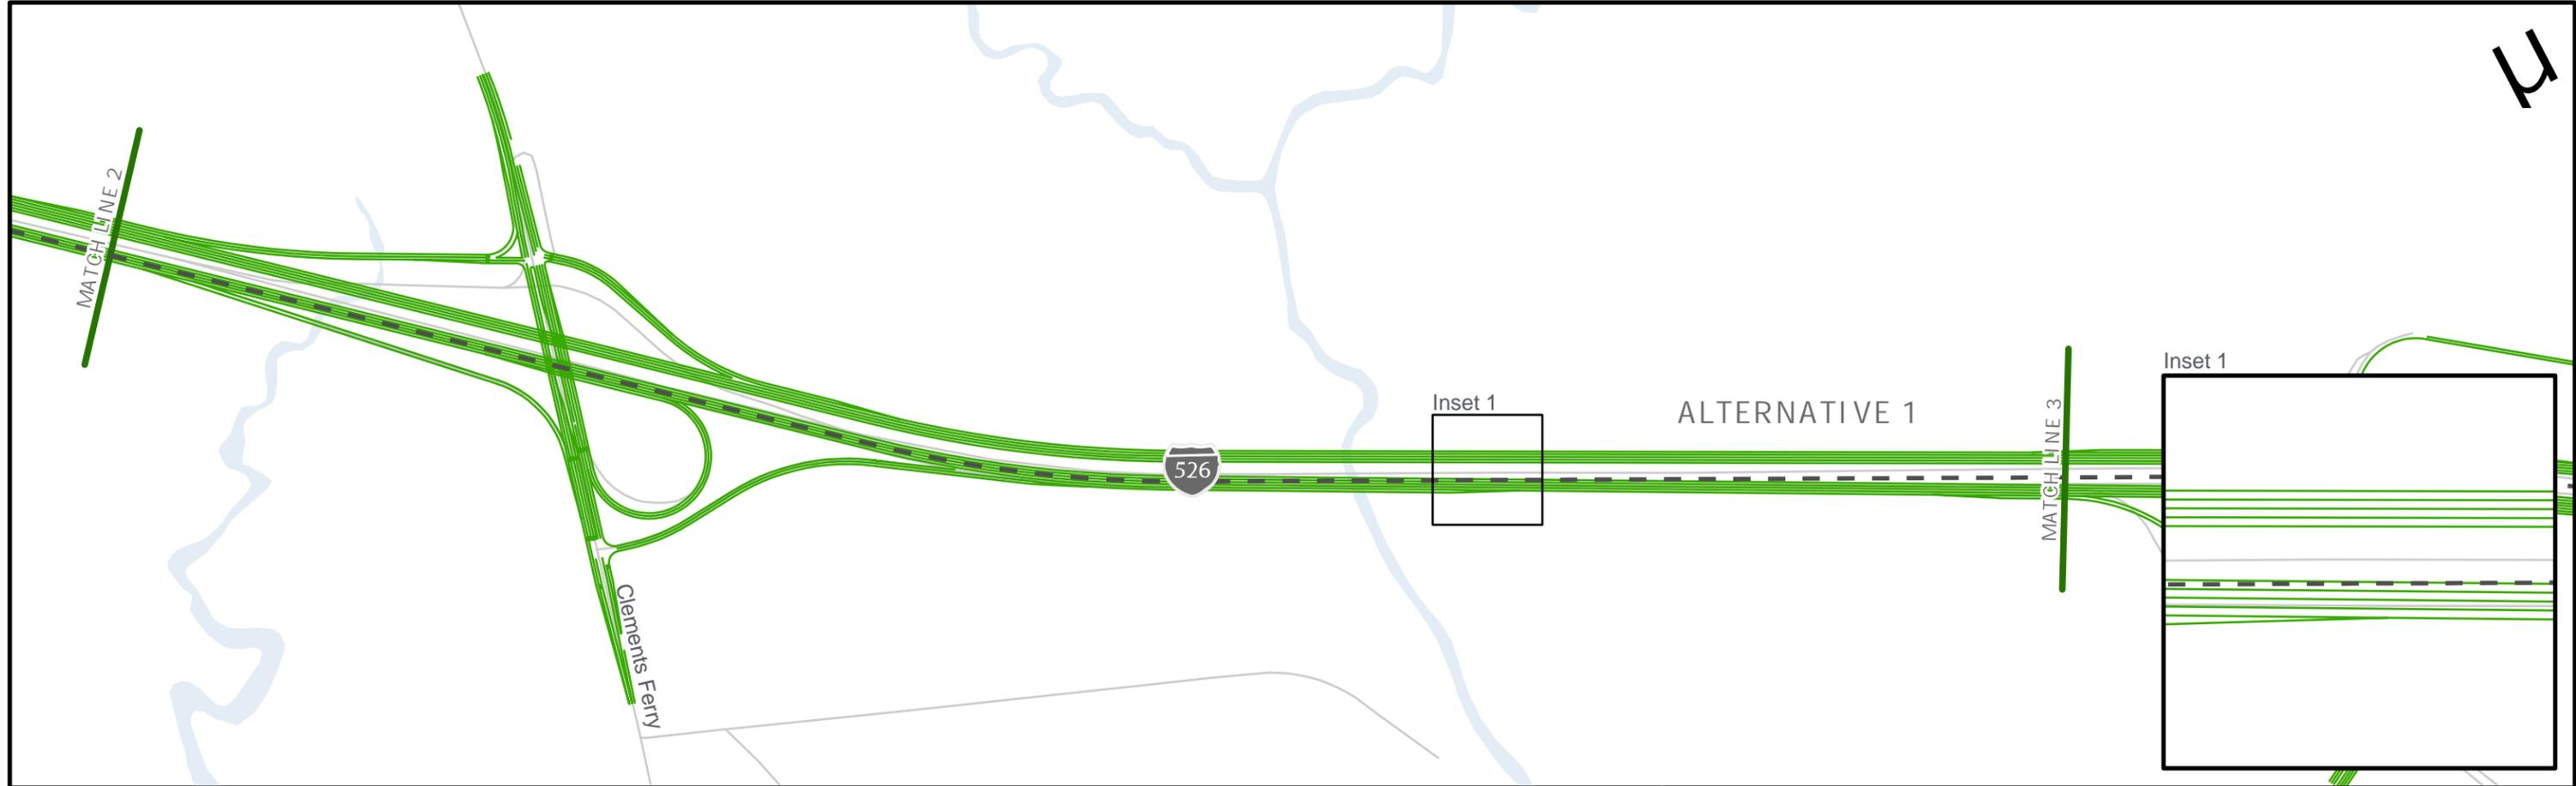 µ
MATCH LINE 2
Inset 1
Inset 1
ALTERNATIVE 1
MATCH LINE 3
526
Clements Ferry